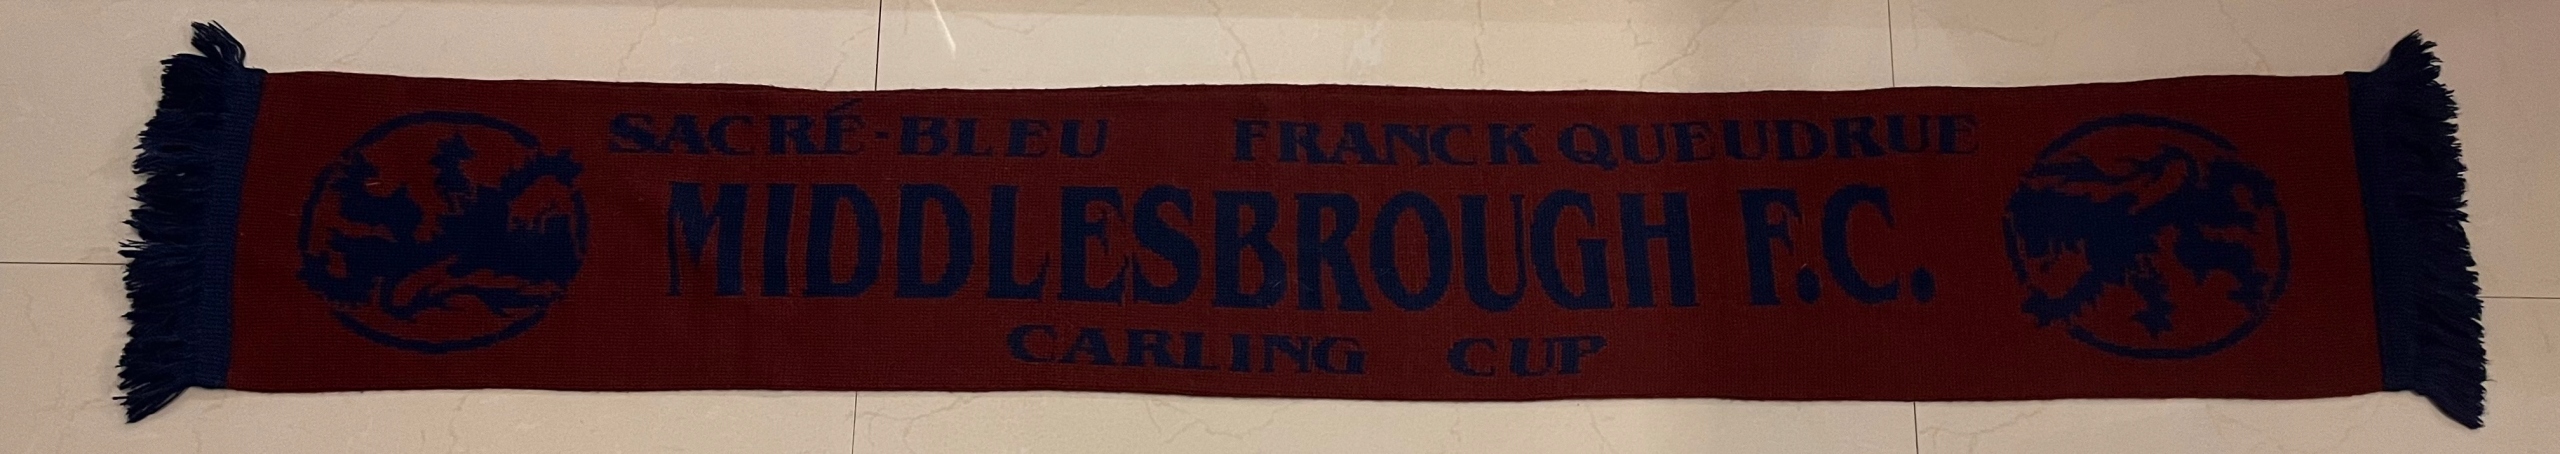 SACRÉ-BLEU FRANCK QUEUDRUE
MIDDLESBROUGH F.C.
CARLING CUP